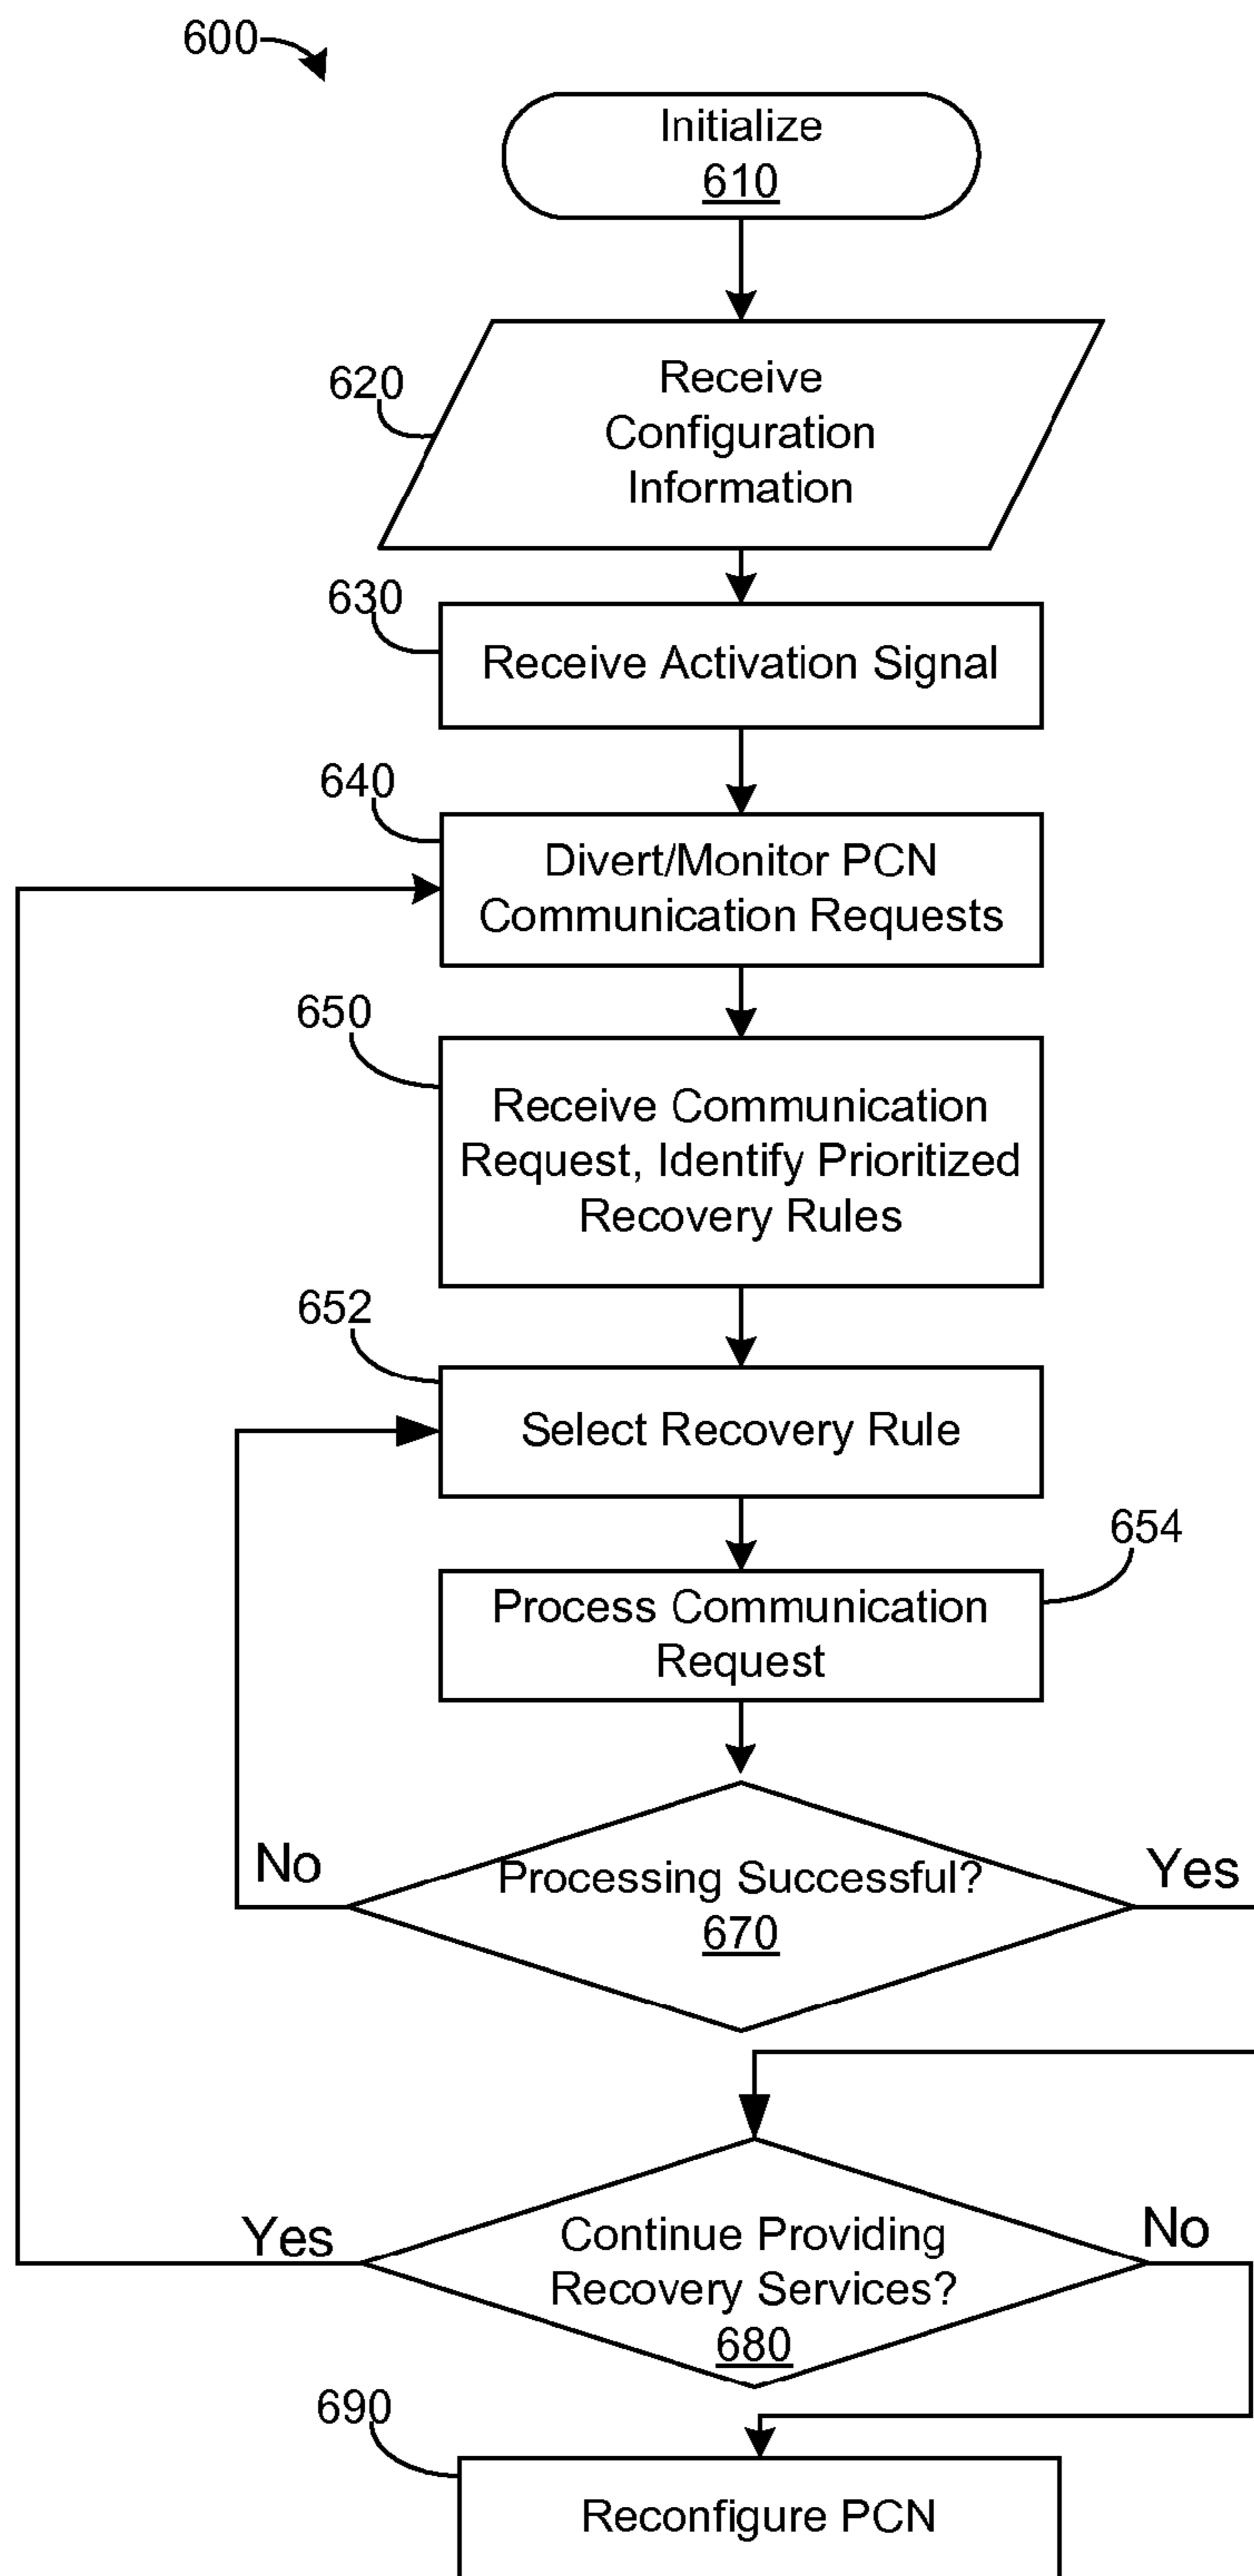 600
Initialize
610
620
Receive
Configuration
Information
630
Receive Activation Signal
640
Divert/Monitor PCN
Communication Requests
650
Receive Communication
Request, Identify Prioritized
Recovery Rules
652
Select Recovery Rule
654
Process Communication
Request
No
Processing Successful?
Yes
670
Yes
Continue Providing
No
Recovery Services?
680
690
Reconfigure PCN